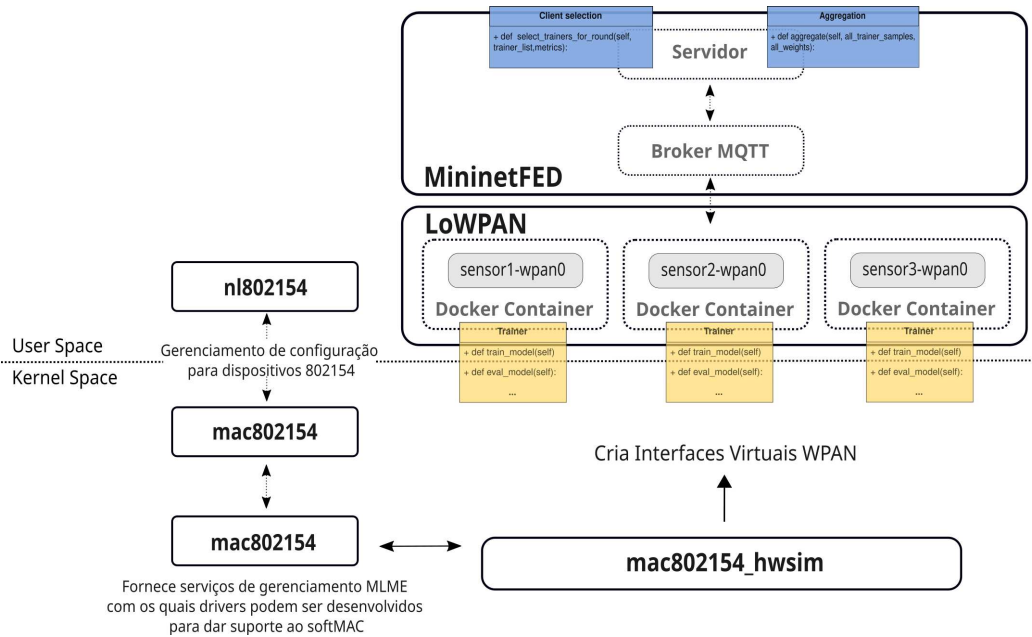 Client selection
+ def select_trainers_for_round(self,
trainer_list,metrics):
Aggregation
+ def aggregate(self, all_trainer_samples,
all_weights):
Servidor
Broker MQTT
MininetFED
LoWPAN
sensor1-wpan0
Docker Container
sensor2-wpan0
Docker Container
sensor3-wpan0
Docker Container
Trainer
+ def train_model(self)
+ def eval_model(self):
...
Trainer
+ def train_model(self)
+ def eval_model(self):
...
Trainer
+ def train_model(self)
+ def eval_model(self):
...
nl802154
User Space
Kernel Space
Gerenciamento de configuração
para dispositivos 802154
mac802154
mac802154
Fornece serviços de gerenciamento MLME
com os quais drivers podem ser desenvolvidos
para dar suporte ao softMAC
Cria Interfaces Virtuais WPAN
mac802154_hwsim